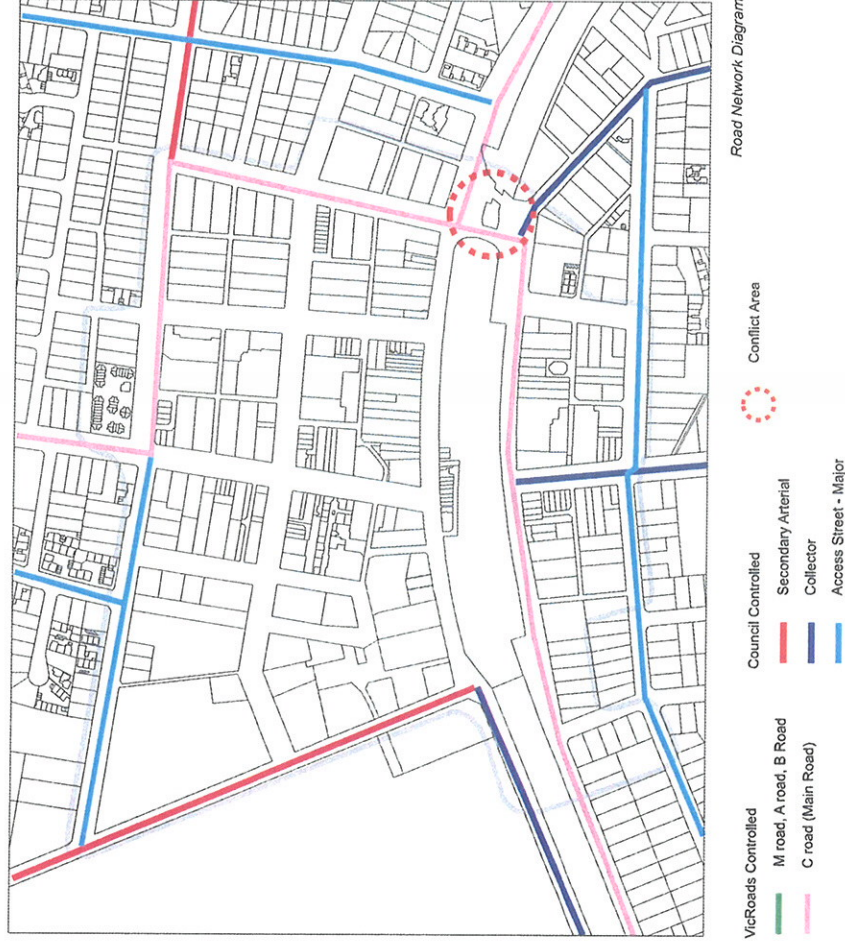 Road Network Diagram
VicRoads Controlled
M road, A road, B Road
C road (Main Road)
Council Controlled
Secondary Arterial
Collector
Access Street - Major
Conflict Area